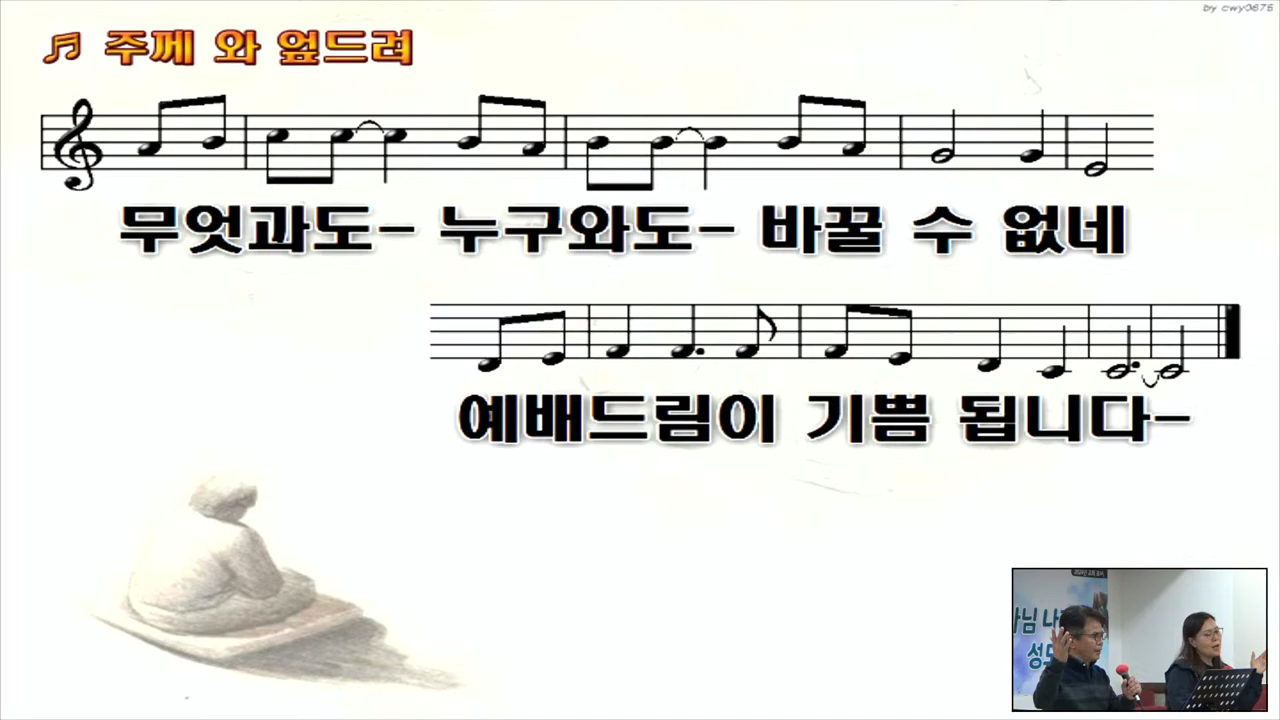 by cwy0676
주께 와 엎드려
무엇과도- 누구와도- 바꿀 수 없네
예배드림이 기쁨 됩니다-